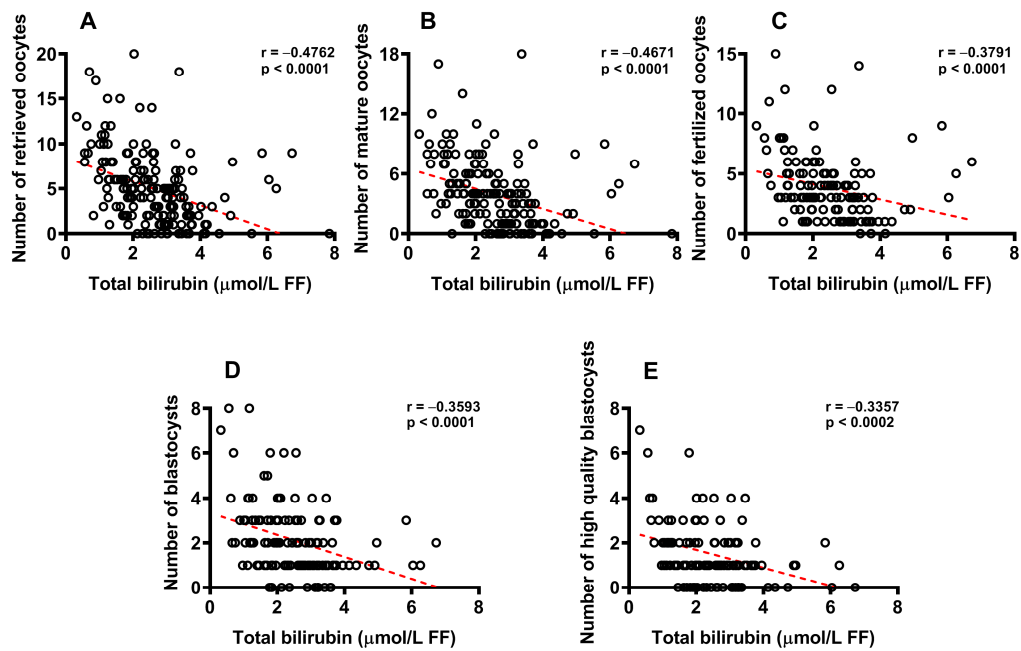 A
Number of retrieved oocytes
20
15
10
5
0
0 2 4 6 8
r = −0.4762
p < 0.0001
Total bilirubin (μmol/L FF)
B
Number of mature oocytes
18
12
6
0
0 2 4 6 8
r = −0.4671
p < 0.0001
Total bilirubin (μmol/L FF)
C
Number of fertilized oocytes
15
10
5
0
0 2 4 6 8
r = −0.3791
p < 0.0001
Total bilirubin (μmol/L FF)
D
Number of blastocysts
8
6
4
2
0
0 2 4 6 8
r = −0.3593
p < 0.0001
Total bilirubin (μmol/L FF)
E
Number of high quality blastocysts
8
6
4
2
0
0 2 4 6 8
r = −0.3357
p < 0.0002
Total bilirubin (μmol/L FF)